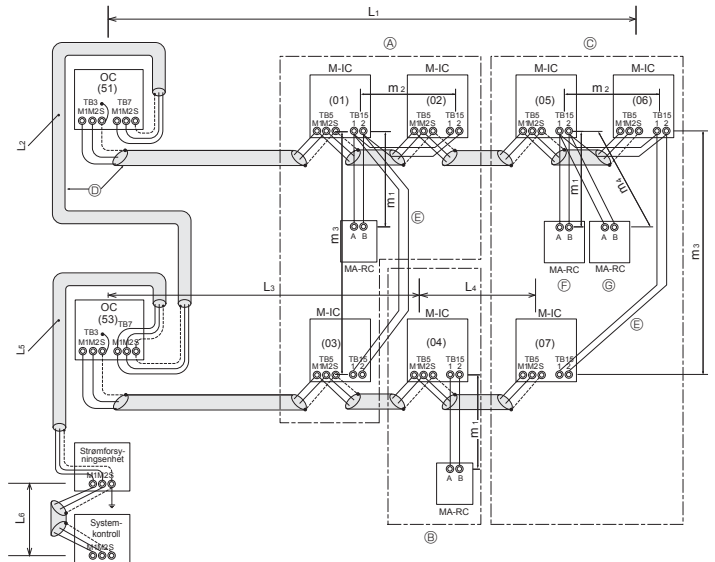 L1
Ⓐ
Ⓒ
M-IC
M-IC
M-IC
M-IC
OC
(51)
TB3
TB7
M1M2S
M1M2S
(01)
TB5
M1M2S
TB15
1 2
m2
(02)
TB5
M1M2S
TB15
1 2
(05)
TB5
M1M2S
TB15
1 2
m2
(06)
TB5
M1M2S
TB15
1 2
L2
Ⓓ
m3
m1
Ⓔ
A B
MA-RC
m1
m4
A B
MA-RC
Ⓕ
A B
MA-RC
Ⓖ
m3
Ⓔ
L3
L4
L5
OC
(53)
TB3
TB7
M1M2S
M1M2S
M-IC
(03)
TB5
M1M2S
TB15
1 2
M-IC
(04)
TB5
M1M2S
TB15
1 2
M-IC
(07)
TB5
M1M2S
TB15
1 2
m1
A B
MA-RC
Ⓑ
Strømforsy-
ningsenhet
M1M2S
L6
System-
kontroll
M1M2S